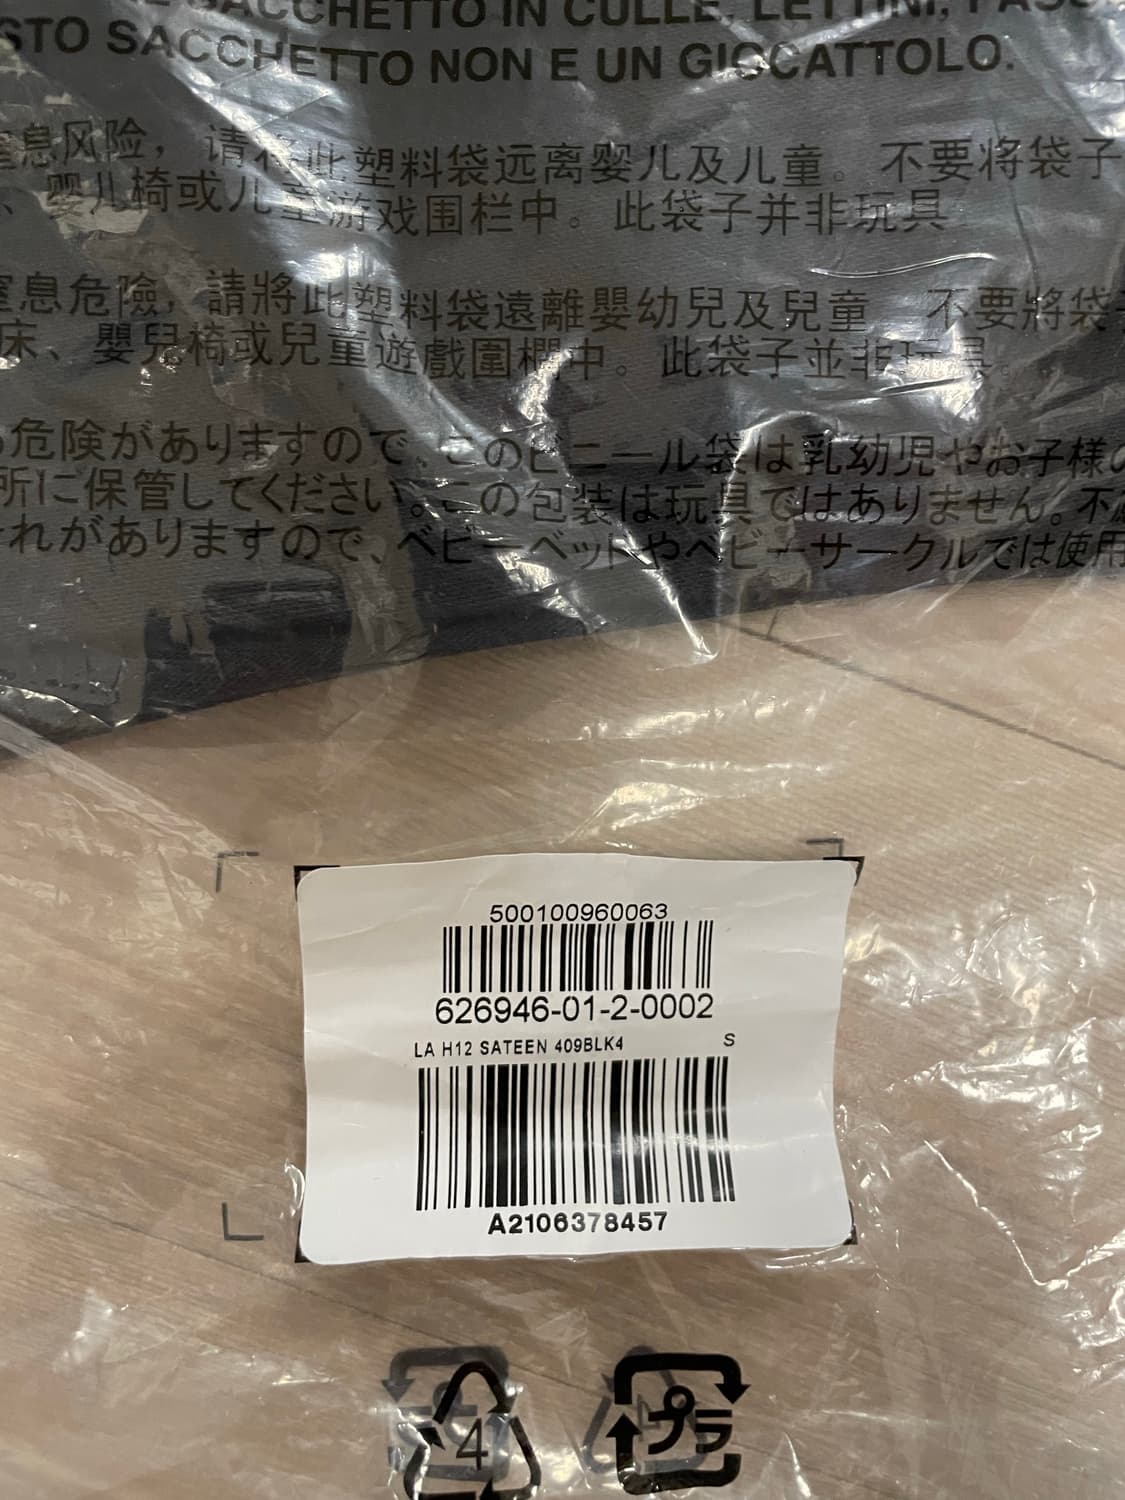 SACCHETTO IN CULLE, LETTINI,
STO SACCHETTO NON E UN GIOCATTOLO.
窒息风险，请将此塑料袋远离婴儿及儿童。不要将袋子
、婴儿椅或儿童游戏围栏中。此袋子并非玩具
窒息危險，請將此塑料袋遠離嬰幼兒及兒童 不要將袋
床、嬰兒椅或兒童遊戲圍欄中。此袋子並非玩具。
危険がありますので、このビニール袋は乳幼児やお子様の
所に保管してください。この包装は玩具ではありません。不
それがありますので、ベビーベットやベビーサークルでは使用
500100960063
626946-01-2-0002
LA H12 SATEEN 409BLK4 S
A2106378457
4 プラ